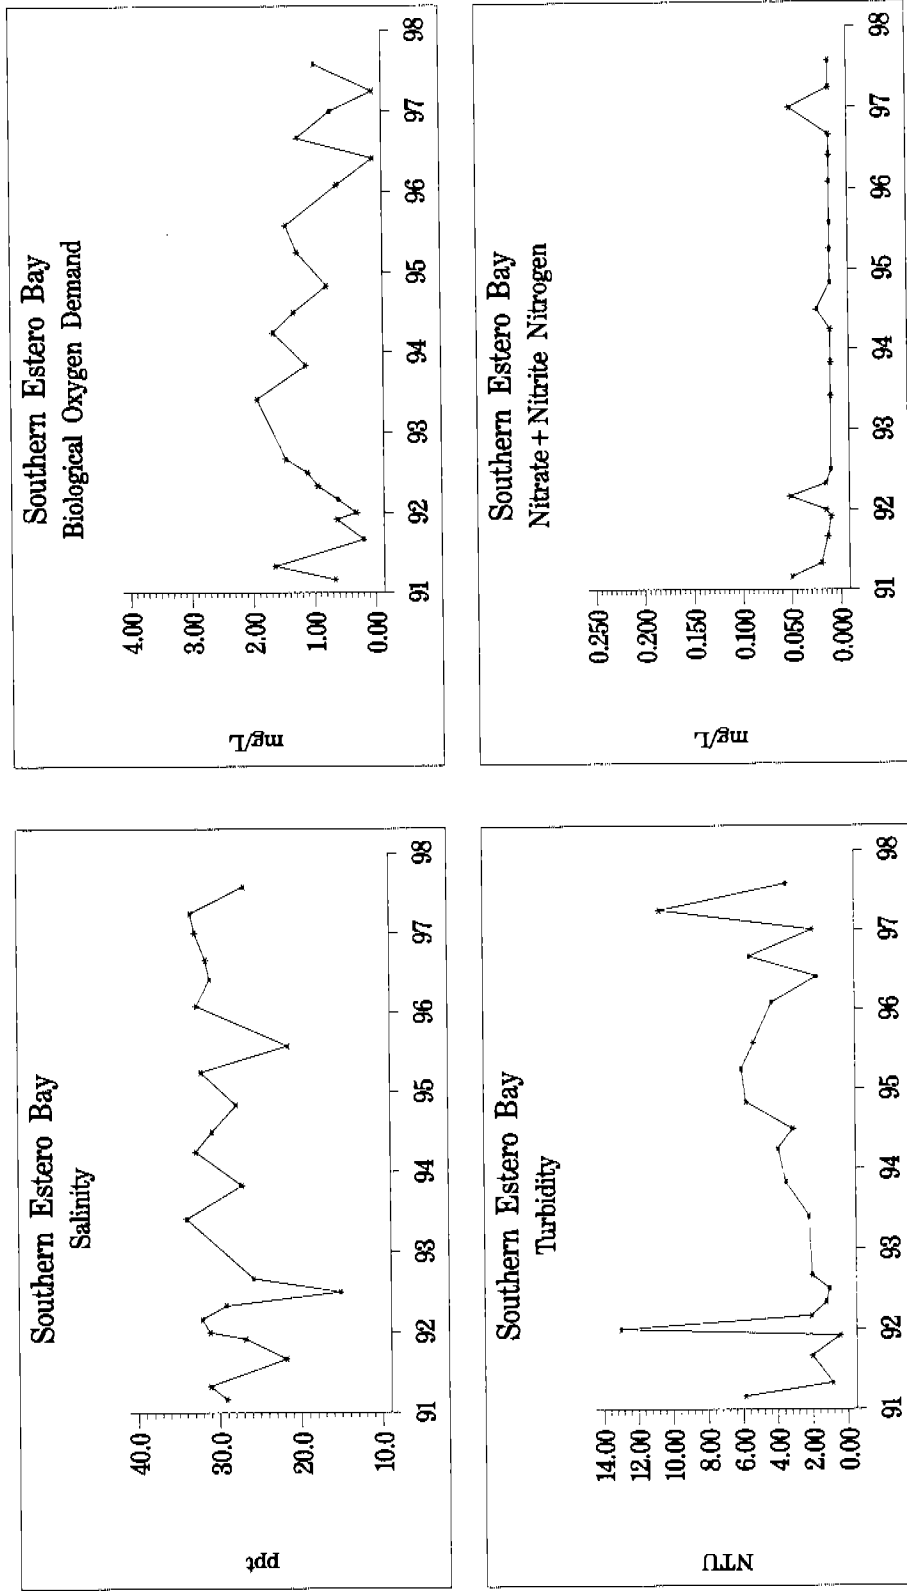 Southern Estero Bay
Salinity
ppt
40.0
30.0
20.0
10.0
91 92 93 94 95 96 97 98
Southern Estero Bay
Biological Oxygen Demand
mg/L
4.00
3.00
2.00
1.00
0.00
91 92 93 94 95 96 97 98
Southern Estero Bay
Turbidity
NTU
14.00
12.00
10.00
8.00
6.00
4.00
2.00
0.00
91 92 93 94 95 96 97 98
Southern Estero Bay
Nitrate+Nitrite Nitrogen
mg/L
0.250
0.200
0.150
0.100
0.050
0.000
91 92 93 94 95 96 97 98